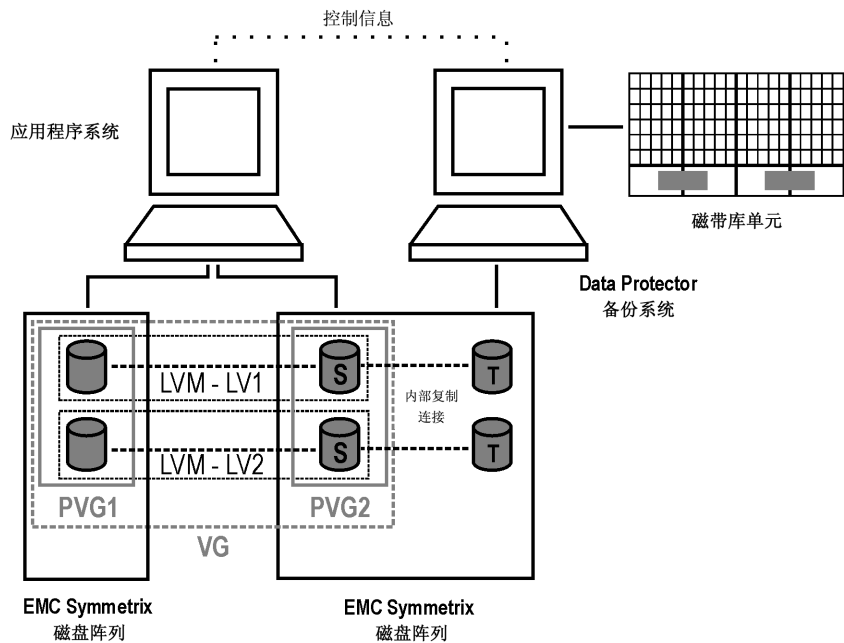 控制信息
应用程序系统
磁带库单元
Data Protector
备份系统
S
T
LVM - LV1
内部复制
连接
S
T
LVM - LV2
PVG1
PVG2
VG
EMC Symmetrix
磁盘阵列
EMC Symmetrix
磁盘阵列